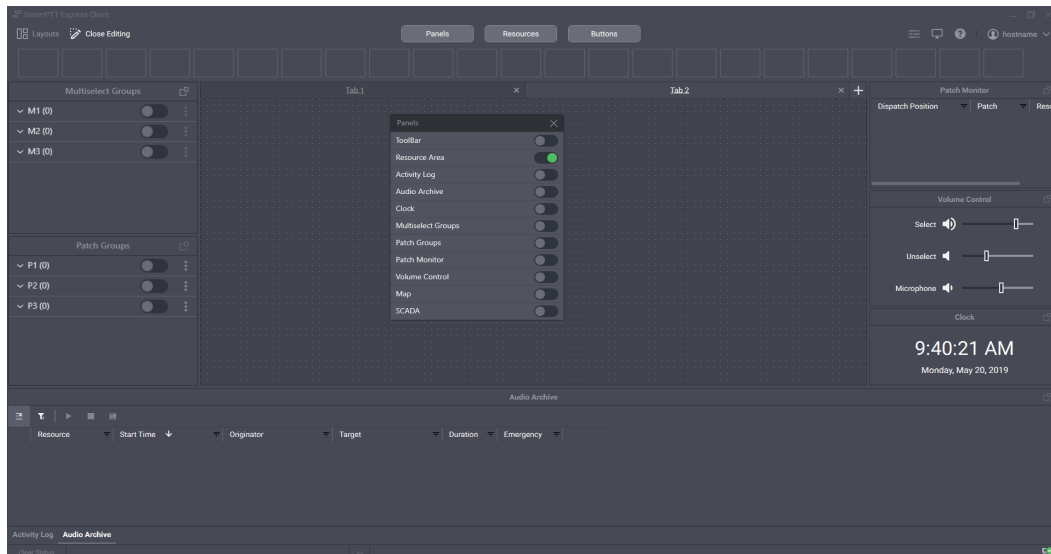 SmartPTT Express Client
Layouts Close Editing Panels Resources Buttons hostname
Multiselect Groups Tab 1 Tab 2 Patch Monitor
M1 (0)
M2 (0)
M3 (0)
Dispatch Position Patch
Panels
ToolBar
Resource Area
Activity Log
Audio Archive
Clock
Multiselect Groups
Patch Groups
Patch Monitor
Volume Control
Map
SCADA
Volume Control
Select
Unselect
Microphone
Patch Groups
P1 (0)
P2 (0)
P3 (0)
Clock
9:40:21 AM
Monday, May 20, 2019
Audio Archive
Resource Start Time Originator Target Duration Emergency
Activity Log Audio Archive
Clear Status